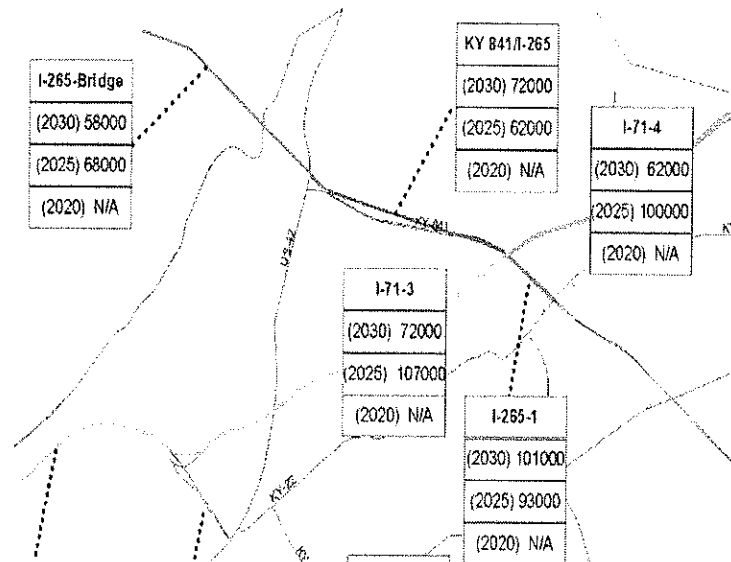 I-265-Bridge
(2030) 58000
(2025) 68000
(2020) N/A
KY 841/I-265
(2030) 72000
(2025) 62000
(2020) N/A
I-71-4
(2030) 62000
(2025) 100000
(2020) N/A
KY-841
I-71-3
(2030) 72000
(2025) 107000
(2020) N/A
I-265-1
(2030) 101000
(2025) 93000
(2020) N/A
KY-22